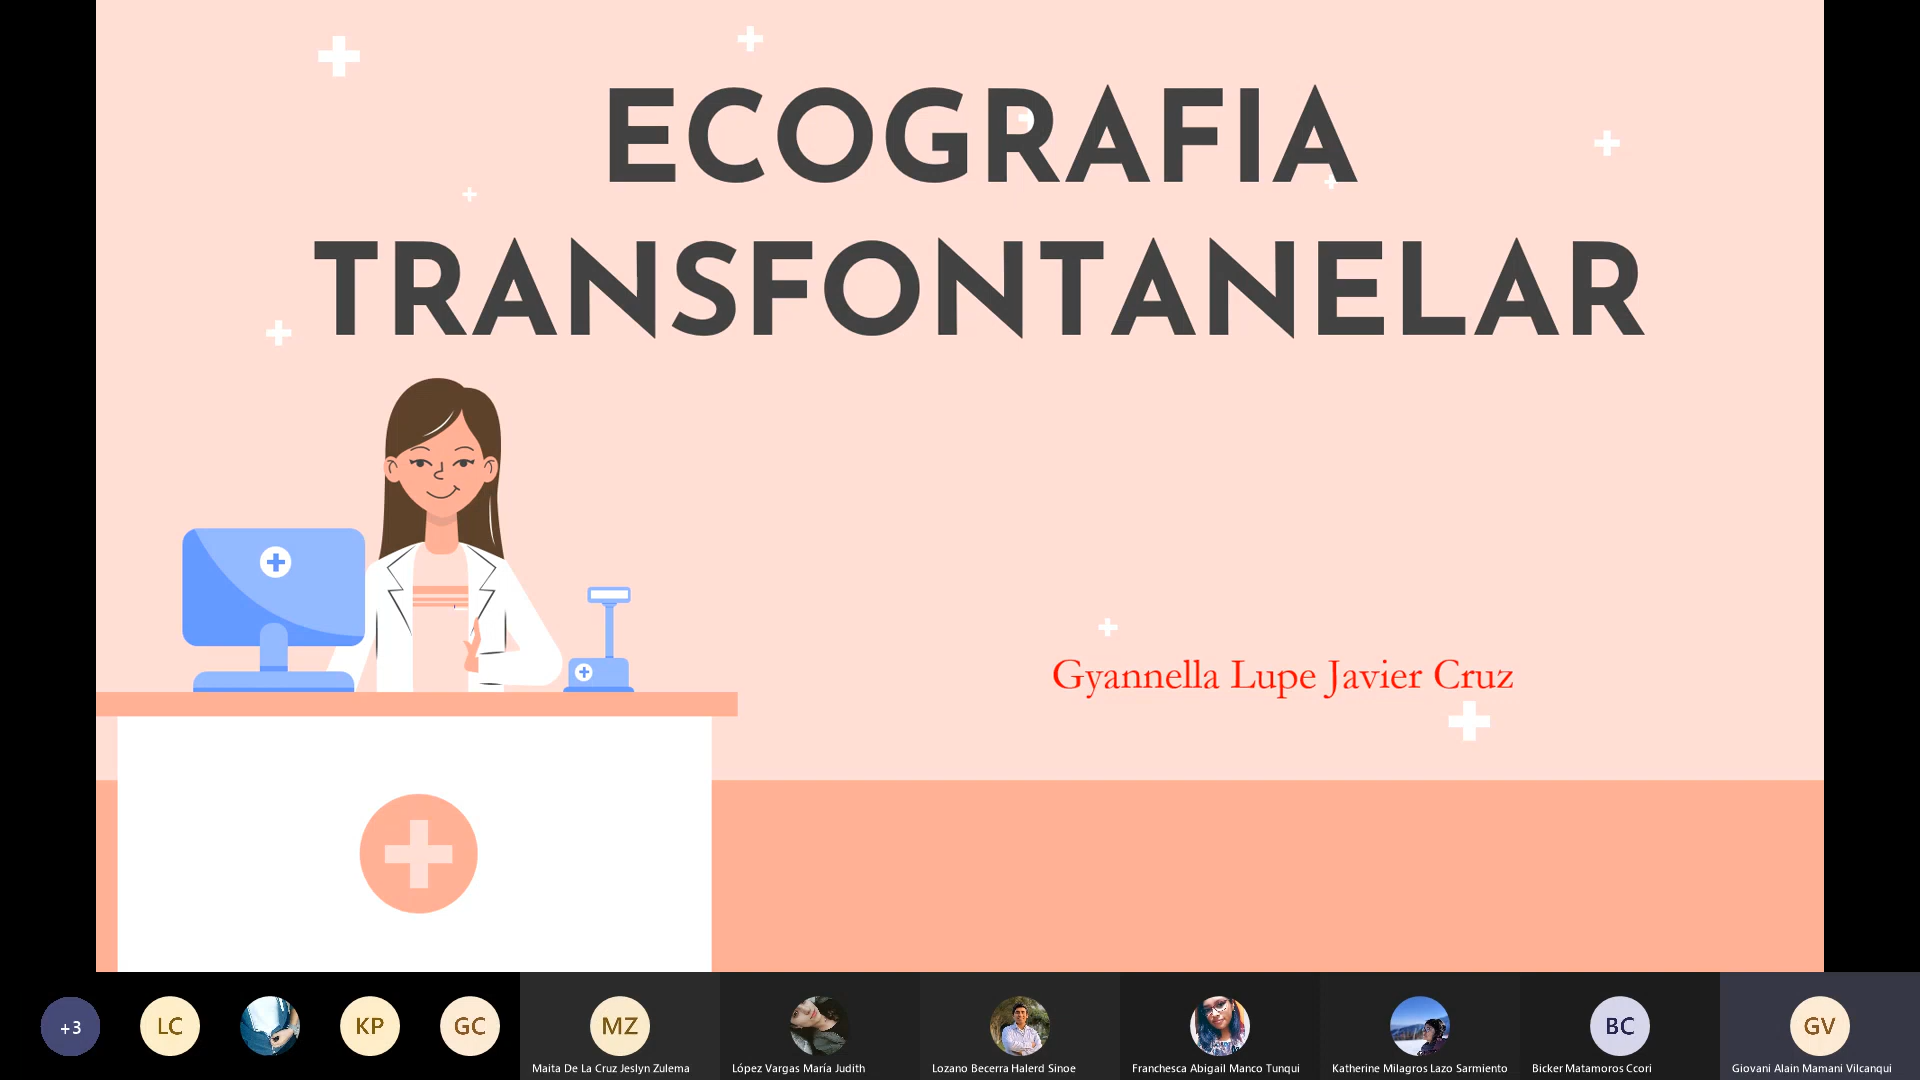 ECOGRAFIA
TRANSFONTANELAR
Gyannella Lupe Javier Cruz
+3
LC
KP
GC
MZ
BC
GV
Maita De La Cruz Jeslyn Zulema
López Vargas María Judith
Lozano Becerra Halerd Sinoe
Franchesca Abigail Manco Tunqui
Katherine Milagros Lazo Sarmiento
Bicker Matamoros Ccori
Giovani Alain Mamani Vilcanqui